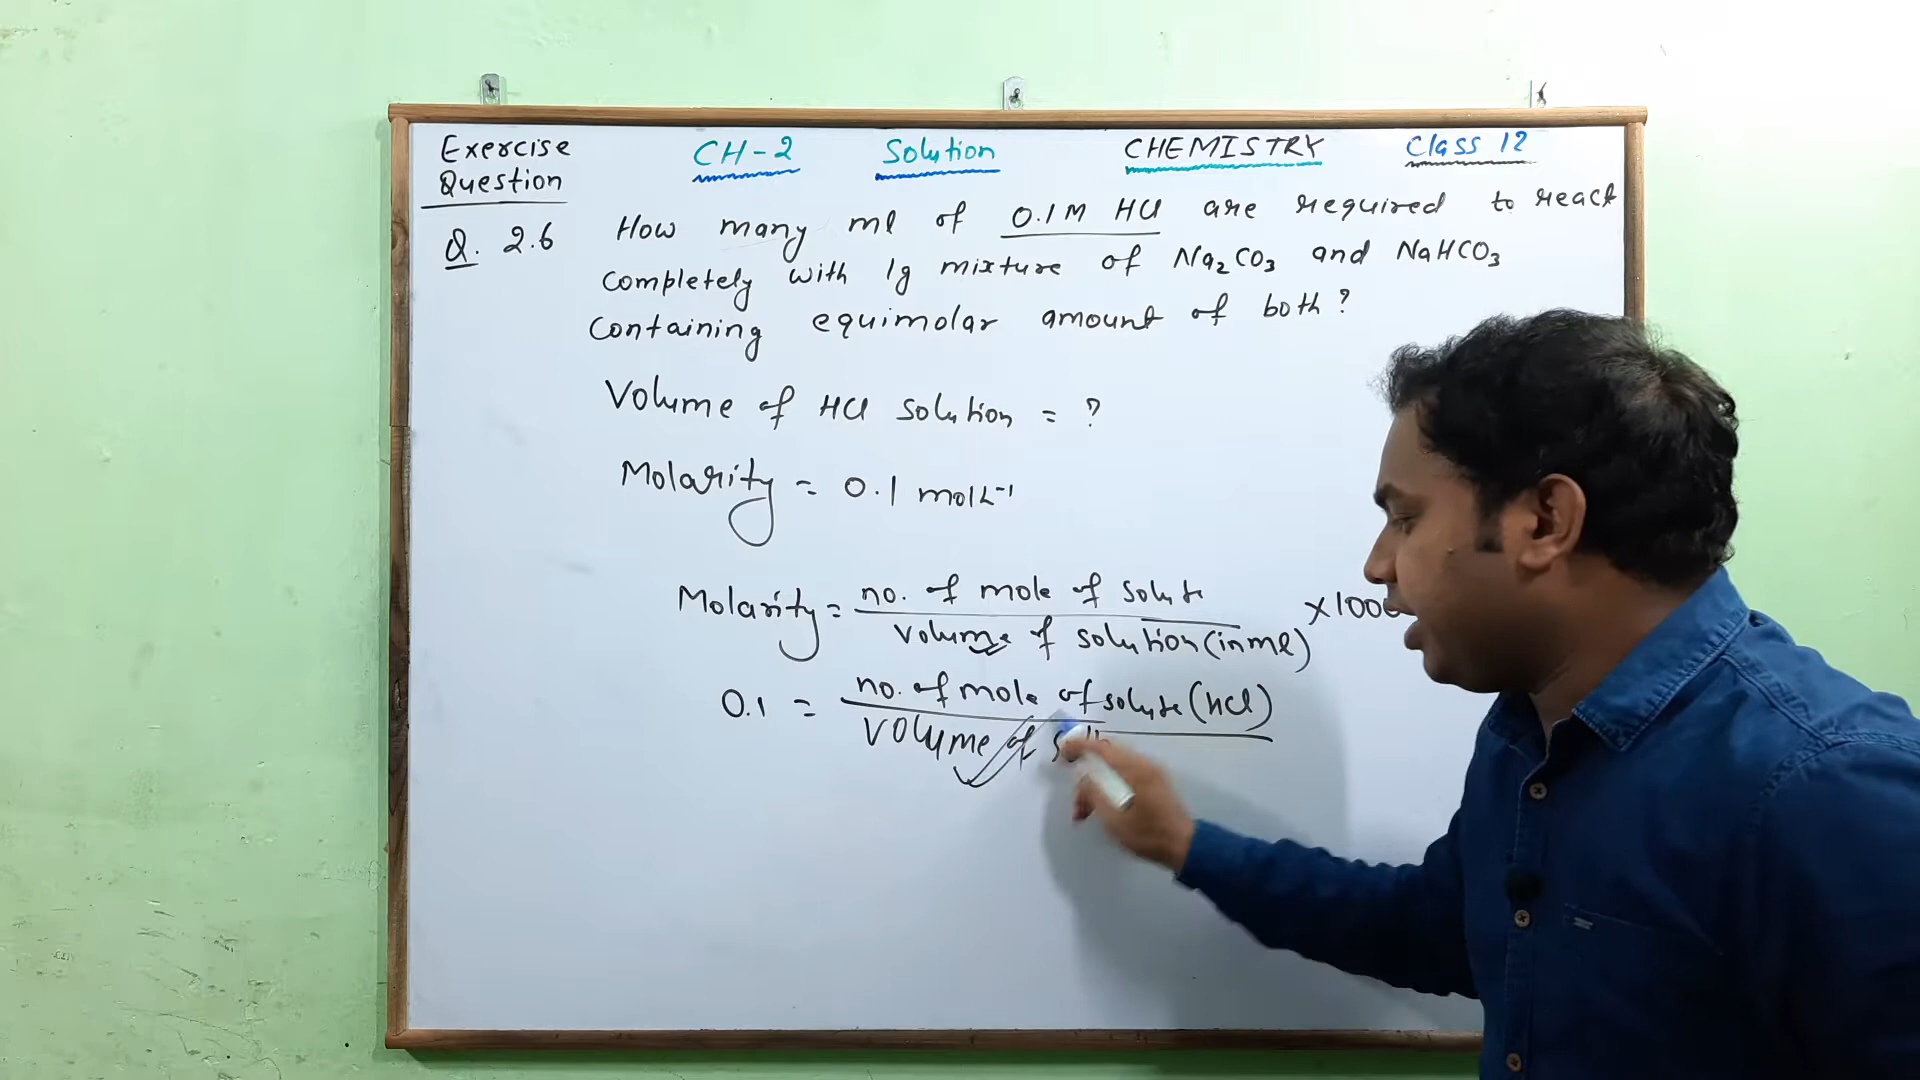 Exercise Question
CH-2 Solution CHEMISTRY Class 12
Q. 2.6 How many ml of 0.1M HCl are required to react
completely with 1g mixture of Na₂CO₃ and NaHCO₃
containing equimolar amount of both?
Volume of HCl solution = ?
Molarity = 0.1 mol L⁻¹
Molarity = no. of mole of solute
volume of solution (in ml) X 1000
0.1 = no. of mole of solute (HCl)
Volume of